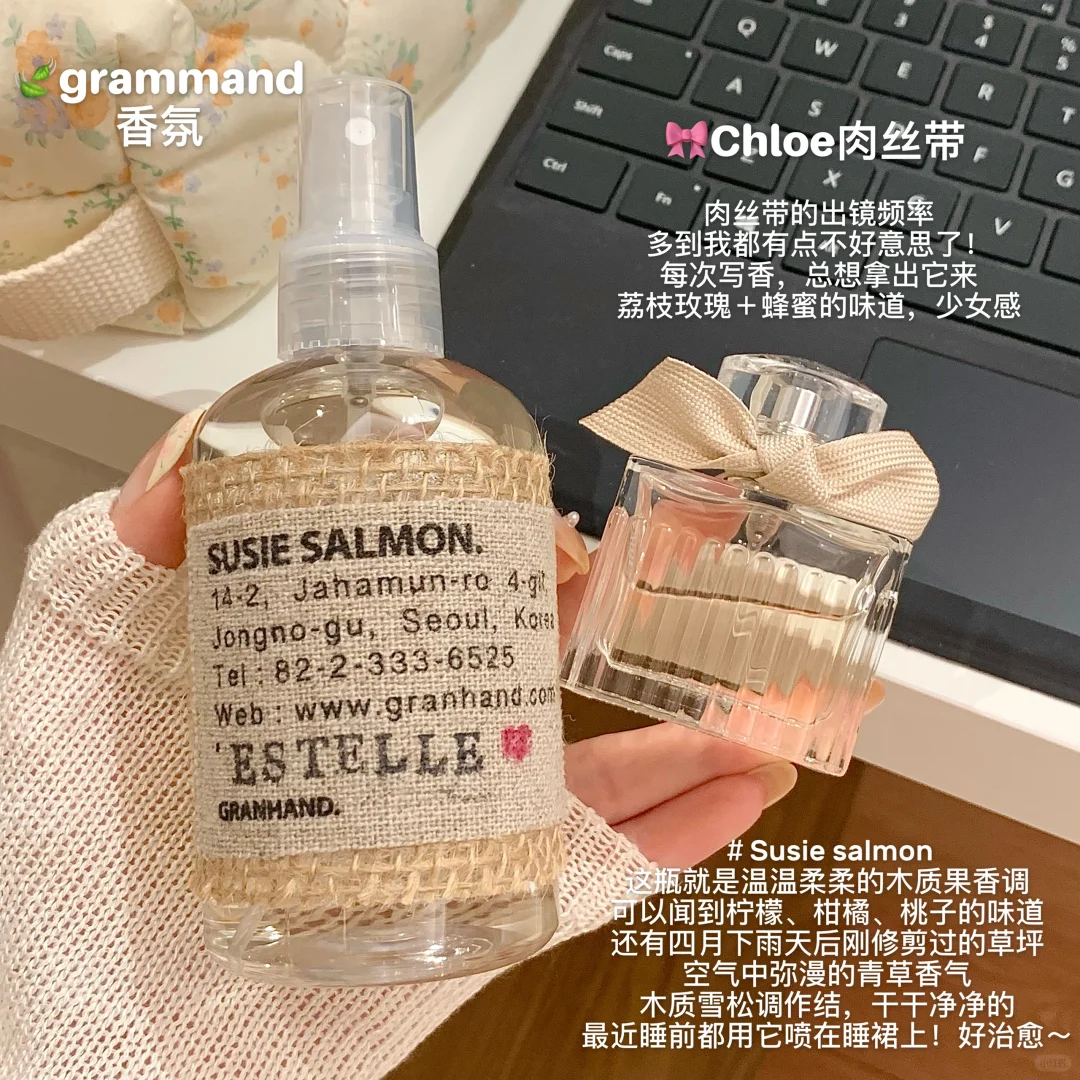 grammand
香氛
Chloe肉丝带
肉丝带的出镜频率
多到我都有点不好意思了！
每次写香，总想拿出它来
荔枝玫瑰＋蜂蜜的味道，少女感
SUSIE SALMON.
14-2, Jahamun-ro 4-gil
Jongno-gu, Seoul, Korea
Tel : 82-2-333-6525
Web : www.granhand.com
'ESTELLE
GRANHAND.
# Susie salmon
这瓶就是温温柔柔的木质果香调
可以闻到柠檬、柑橘、桃子的味道
还有四月下雨天后刚修剪过的草坪
空气中弥漫的青草香气
木质雪松调作结，干干净净的
最近睡前都用它喷在睡裙上！好治愈～
Caps
Shift
Ctrl
Fn
Q
W
E
R
T
A
S
F
G
X
V
3
$
4
%
5